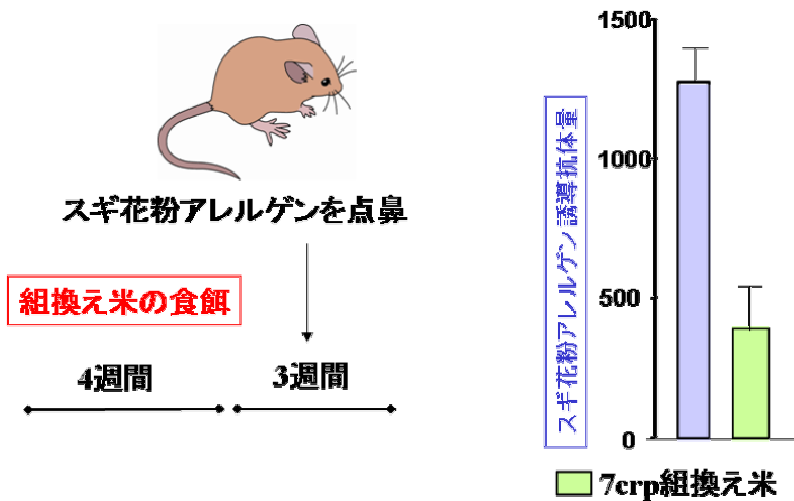 スギ花粉アレルゲンを点鼻
組換え米の食餌
4週間
3週間
スギ花粉アレルゲン誘導抗体量
1500
1000
500
0
7crp組換え米